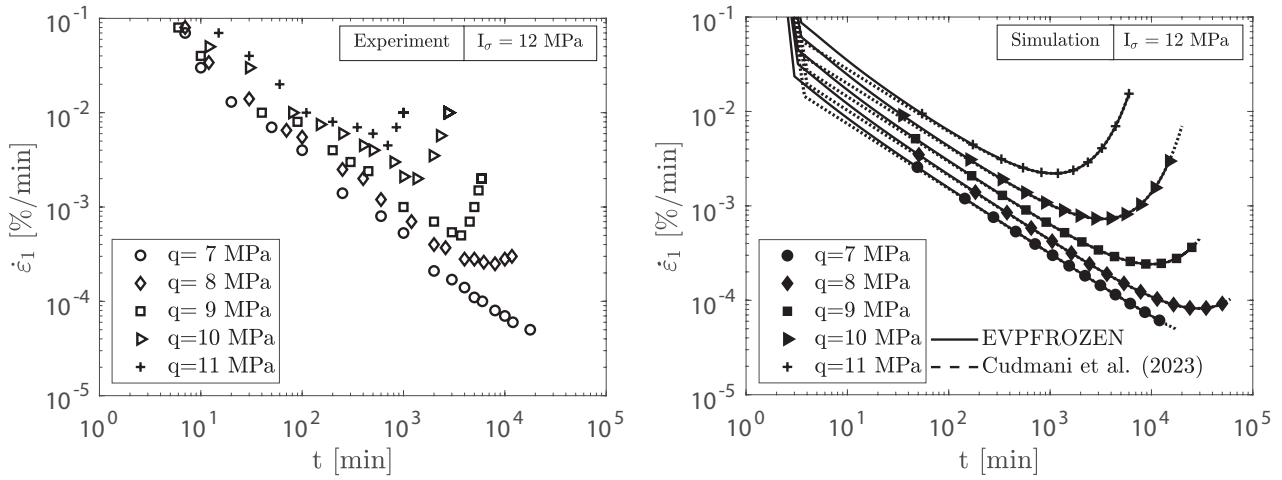 10^-1
10^-2
10^-3
10^-4
10^-5
ε̇_1 [%/min]
Experiment I_σ = 12 MPa
q= 7 MPa
q= 8 MPa
q= 9 MPa
q=10 MPa
q=11 MPa
10^0 10^1 10^2 10^3 10^4 10^5
t [min]
10^-1
10^-2
10^-3
10^-4
10^-5
ε̇_1 [%/min]
Simulation I_σ = 12 MPa
q=7 MPa
q=8 MPa
q=9 MPa
q=10 MPa
q=11 MPa
EVPFROZEN
Cudmani et al. (2023)
10^0 10^1 10^2 10^3 10^4 10^5
t [min]